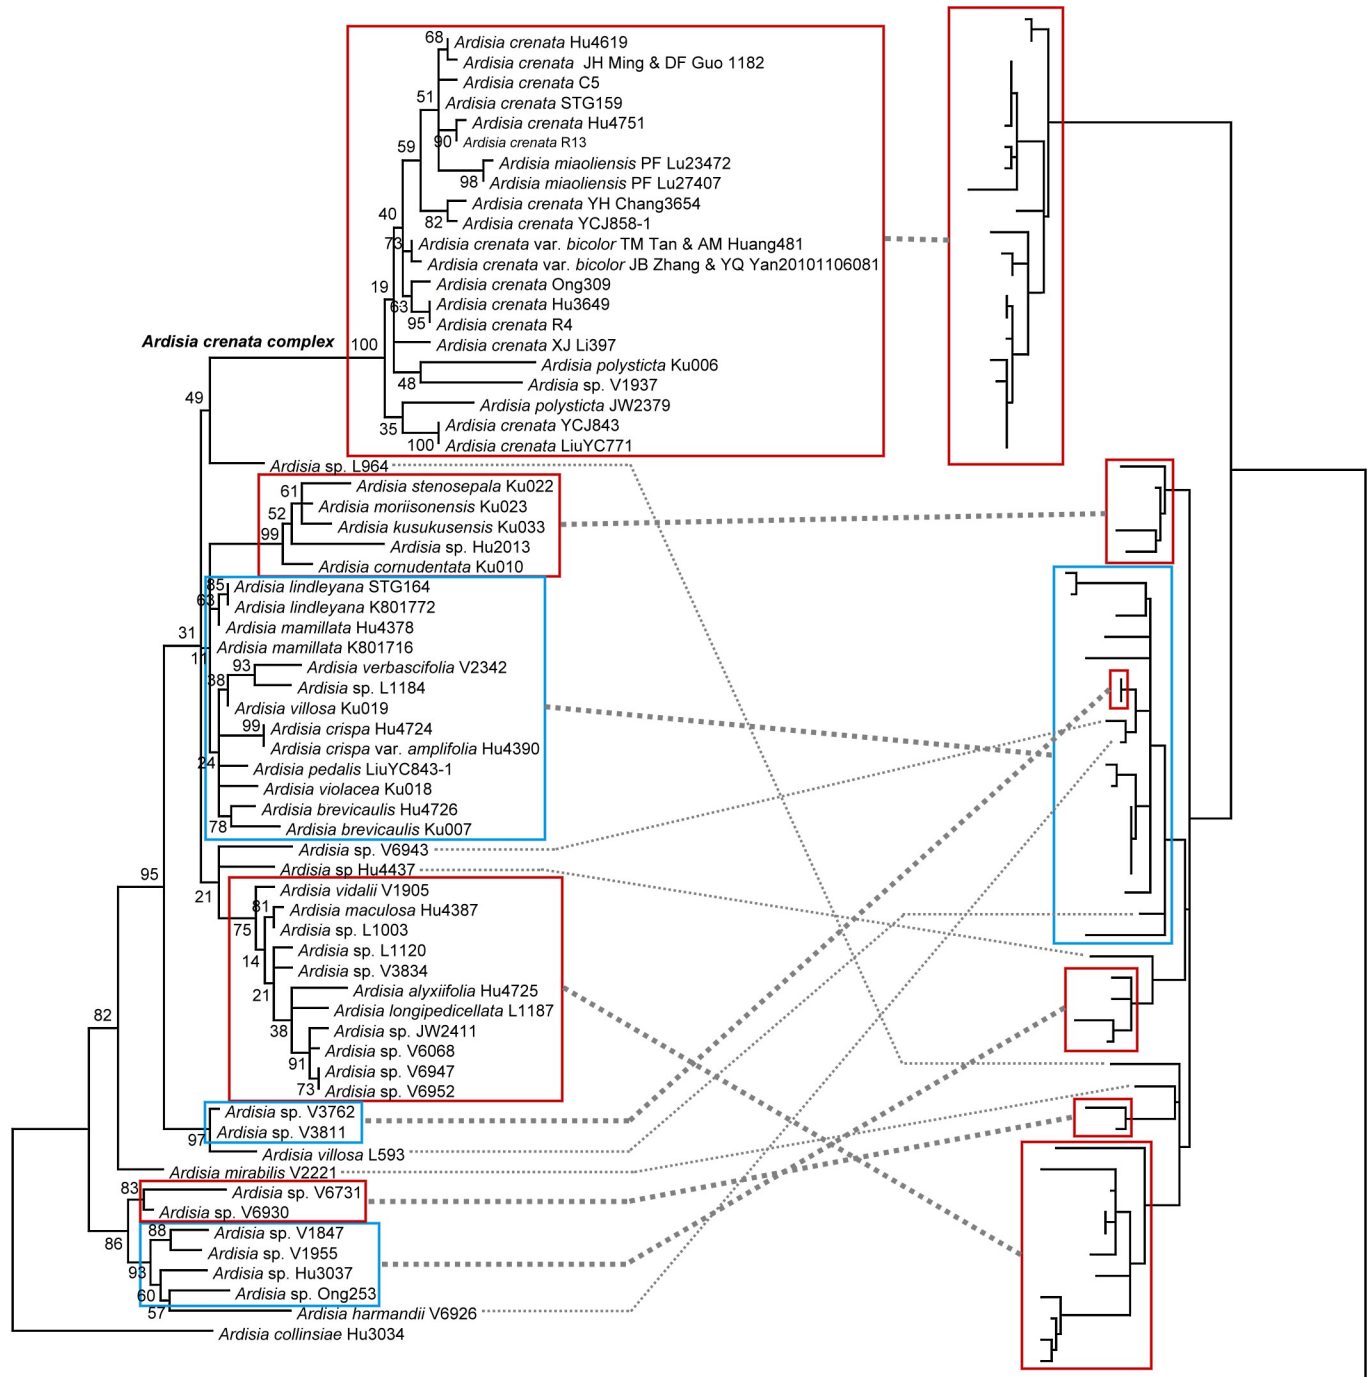 68
Ardisia crenata Hu4619
Ardisia crenata JH Ming & DF Guo 1182
Ardisia crenata C5
51
Ardisia crenata STG159
Ardisia crenata Hu4751
90
Ardisia crenata R13
59
Ardisia miaoliensis PF Lu23472
98
Ardisia miaoliensis PF Lu27407
Ardisia crenata YH Chang3654
40
82
Ardisia crenata YCJ858-1
73
Ardisia crenata var. bicolor TM Tan & AM Huang481
Ardisia crenata var. bicolor JB Zhang & YQ Yan20101106081
19
Ardisia crenata Ong309
63
Ardisia crenata Hu3649
95
Ardisia crenata R4
Ardisia crenata complex
100
Ardisia crenata XJ Li397
Ardisia polysticta Ku006
48
Ardisia sp. V1937
49
Ardisia polysticta JW2379
35
Ardisia crenata YCJ843
100
Ardisia crenata LiuYC771
Ardisia sp. L964
61
Ardisia stenosepala Ku022
Ardisia moriisonensis Ku023
52
Ardisia kusukusensis Ku033
99
Ardisia sp. Hu2013
Ardisia cornudentata Ku010
85
Ardisia lindleyana STG164
63
Ardisia lindleyana K801772
Ardisia mamillata Hu4378
31
11
Ardisia mamillata K801716
93
Ardisia verbascifolia V2342
38
Ardisia sp. L1184
Ardisia villosa Ku019
99
Ardisia crispa Hu4724
Ardisia crispa var. amplifolia Hu4390
24
Ardisia pedalis LiuYC843-1
Ardisia violacea Ku018
Ardisia brevicaulis Hu4726
78
Ardisia brevicaulis Ku007
Ardisia sp. V6943
95
Ardisia sp Hu4437
21
Ardisia vidalii V1905
81
Ardisia maculosa Hu4387
75
Ardisia sp. L1003
Ardisia sp. L1120
14
Ardisia sp. V3834
21
Ardisia alyxiifolia Hu4725
Ardisia longipedicellata L1187
82
38
Ardisia sp. JW2411
Ardisia sp. V6068
91
Ardisia sp. V6947
73
Ardisia sp. V6952
Ardisia sp. V3762
97
Ardisia sp. V3811
Ardisia villosa L593
Ardisia mirabilis V2221
83
Ardisia sp. V6731
Ardisia sp. V6930
86
88
Ardisia sp. V1847
Ardisia sp. V1955
93
Ardisia sp. Hu3037
60
Ardisia sp. Ong253
57
Ardisia harmandii V6926
Ardisia collinsiae Hu3034